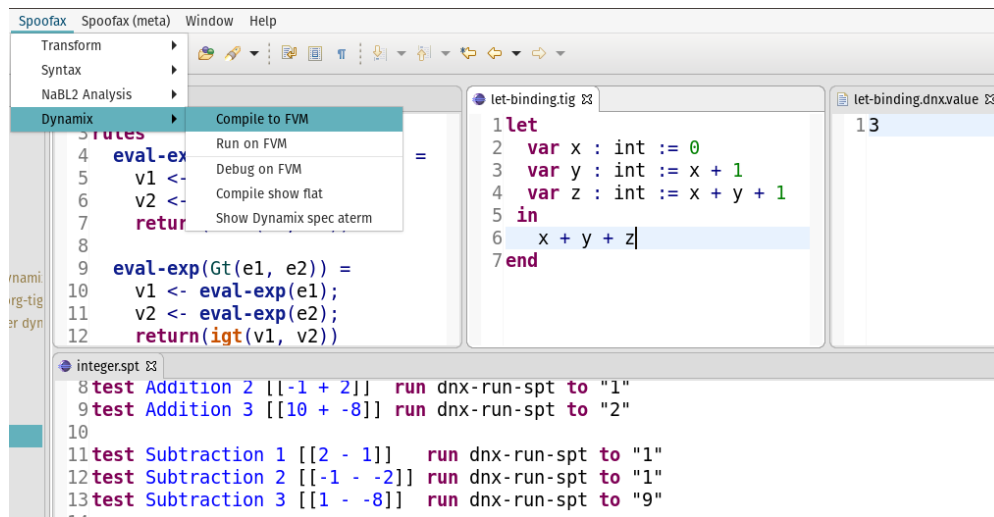 Spoofax Spoofax (meta) Window Help
Transform
Syntax
NaBL2 Analysis
Dynamix
Compile to FVM
Run on FVM
Debug on FVM
Compile show flat
Show Dynamix spec aterm
3 rules
4 eval-ex =
5 v1 <-
6 v2 <-
7 retur
8
9 eval-exp(Gt(e1, e2)) =
10 v1 <- eval-exp(e1);
11 v2 <- eval-exp(e2);
12 return(igt(v1, v2))
let-binding.tig
1 let
2 var x : int := 0
3 var y : int := x + 1
4 var z : int := x + y + 1
5 in
6 x + y + z
7 end
let-binding.dnx.value
1 3
ynami
org-tig
er dyn
integer.spt
8 test Addition 2 [[-1 + 2]] run dnx-run-spt to "1"
9 test Addition 3 [[10 + -8]] run dnx-run-spt to "2"
10
11 test Subtraction 1 [[2 - 1]] run dnx-run-spt to "1"
12 test Subtraction 2 [[-1 - -2]] run dnx-run-spt to "1"
13 test Subtraction 3 [[1 - -8]] run dnx-run-spt to "9"